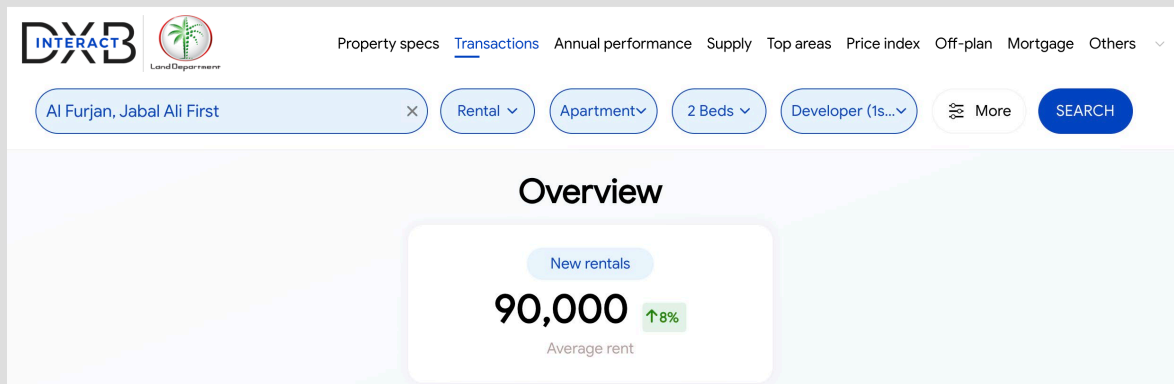 DXB
INTERACT
Land Department
Property specs Transactions Annual performance Supply Top areas Price index Off-plan Mortgage Others
Al Furjan, Jabal Ali First
Rental
Apartment
2 Beds
Developer (1s...
More
SEARCH
Overview
New rentals
90,000 ↑8%
Average rent